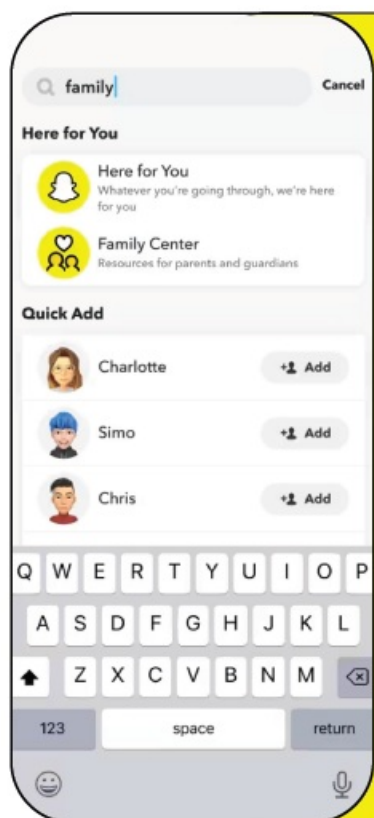 family
Cancel
Here for You
Here for You
Whatever you're going through, we're here
for you
Family Center
Resources for parents and guardians
Quick Add
Charlotte
Add
Simo
Add
Chris
Add
Q W E R T Y U I O P
A S D F G H J K L
Z X C V B N M
123 space return